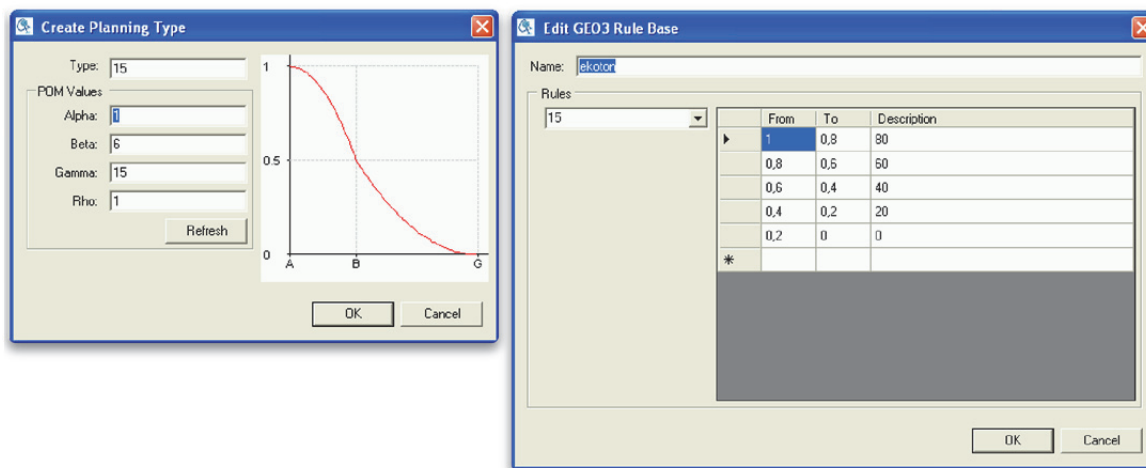 Create Planning Type
Type: 15
POM Values
Alpha: 1
Beta: 6
Gamma: 15
Rho: 1
Refresh
1
0.5
0
A B G
OK Cancel
Edit GEO3 Rule Base
Name: ekoton
Rules
15
From To Description
1 0,8 80
0,8 0,6 60
0,6 0,4 40
0,4 0,2 20
0,2 0 0
OK Cancel